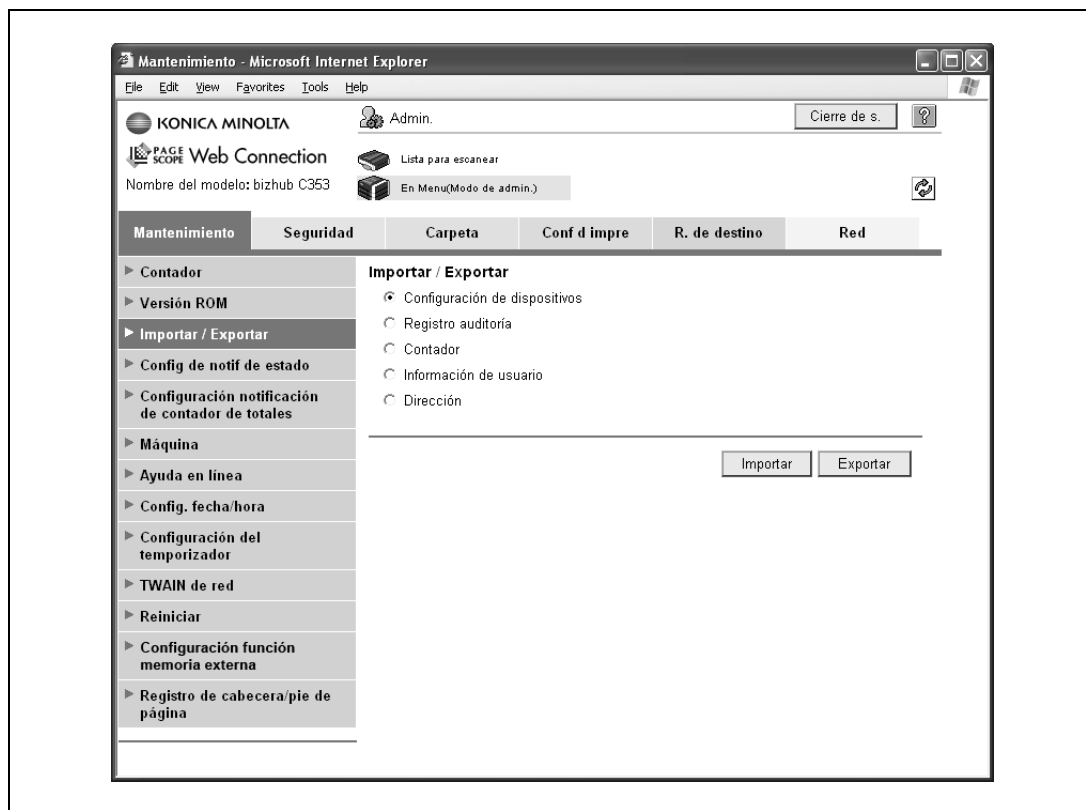 Mantenimiento - Microsoft Internet Explorer
File Edit View Favorites Tools Help
KONICA MINOLTA
Admin.
Cierre de s.
?
PAGE SCOPE Web Connection
Lista para escanear
Nombre del modelo: bizhub C353
En Menu(Modo de admin.)
Mantenimiento Seguridad Carpeta Conf d impre R. de destino Red
Contador
Versión ROM
Importar / Exportar
Config de notif de estado
Configuración notificación
de contador de totales
Máquina
Ayuda en línea
Config. fecha/hora
Configuración del
temporizador
TWAIN de red
Reiniciar
Configuración función
memoria externa
Registro de cabecera/pie de
página
Importar / Exportar
Configuración de dispositivos
Registro auditoría
Contador
Información de usuario
Dirección
Importar Exportar